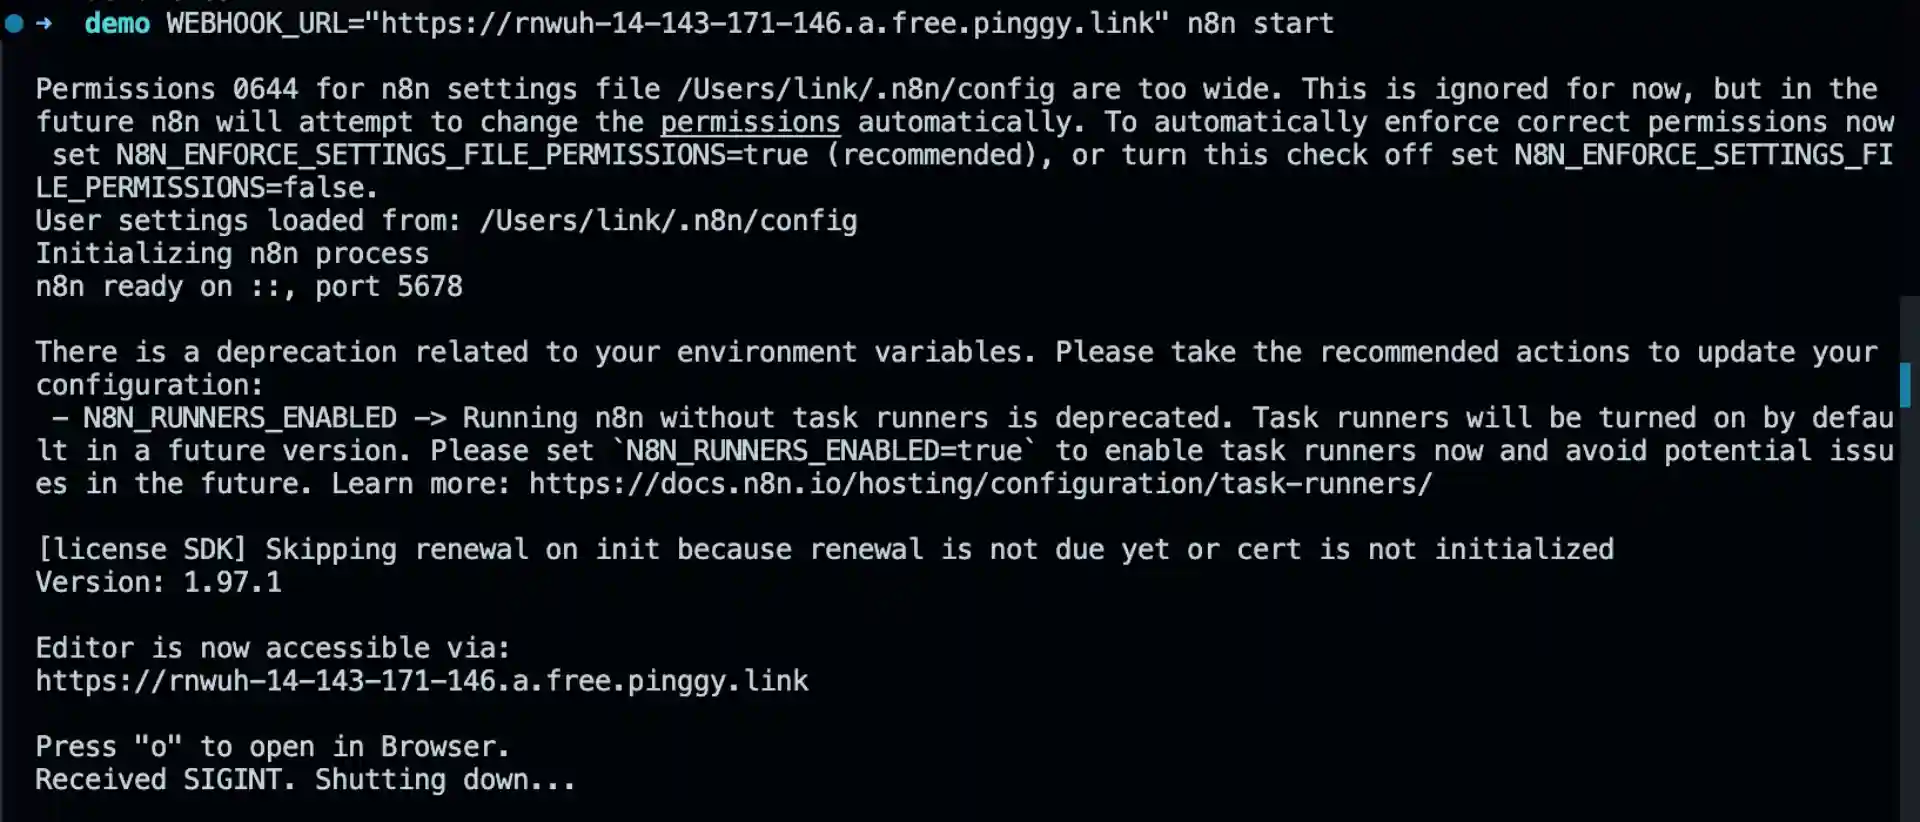 ➜  demo WEBHOOK_URL="https://rnwuh-14-143-171-146.a.free.pinggy.link" n8n start
Permissions 0644 for n8n settings file /Users/link/.n8n/config are too wide. This is ignored for now, but in the
future n8n will attempt to change the permissions automatically. To automatically enforce correct permissions now
 set N8N_ENFORCE_SETTINGS_FILE_PERMISSIONS=true (recommended), or turn this check off set N8N_ENFORCE_SETTINGS_FI
LE_PERMISSIONS=false.
User settings loaded from: /Users/link/.n8n/config
Initializing n8n process
n8n ready on ::, port 5678
There is a deprecation related to your environment variables. Please take the recommended actions to update your
configuration:
 - N8N_RUNNERS_ENABLED -> Running n8n without task runners is deprecated. Task runners will be turned on by defau
lt in a future version. Please set `N8N_RUNNERS_ENABLED=true` to enable task runners now and avoid potential issu
es in the future. Learn more: https://docs.n8n.io/hosting/configuration/task-runners/
[license SDK] Skipping renewal on init because renewal is not due yet or cert is not initialized
Version: 1.97.1
Editor is now accessible via:
https://rnwuh-14-143-171-146.a.free.pinggy.link
Press "o" to open in Browser.
Received SIGINT. Shutting down...